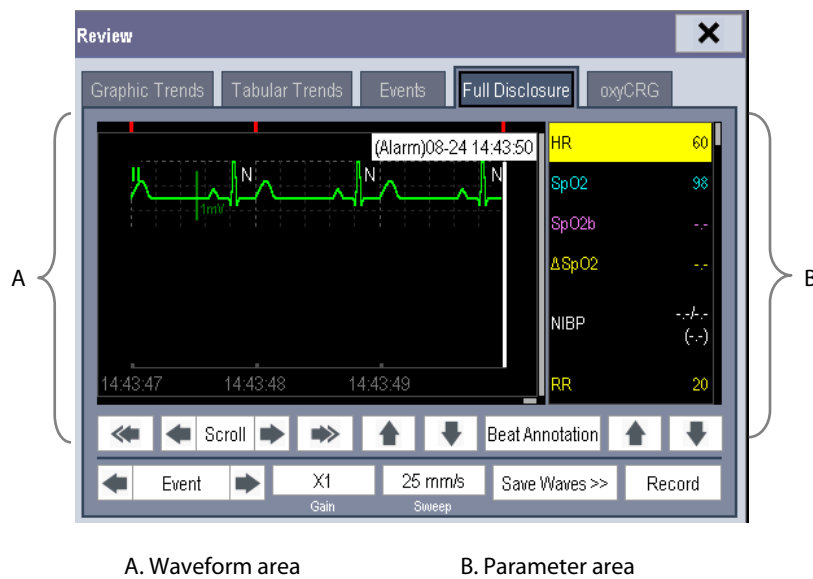 Review
Graphic Trends Tabular Trends Events Full Disclosure oxyCRG
(Alarm)08-24 14:43:50
II N N N
1mV
14:43:47 14:43:48 14:43:49
HR 60
SpO2 98
SpO2b -.-
ΔSpO2 -.-
NIBP -.-/-.-
(-.-)
RR 20
A
B
Scroll Beat Annotation
Event X1 25 mm/s Save Waves >> Record
Gain Sweep
A. Waveform area B. Parameter area